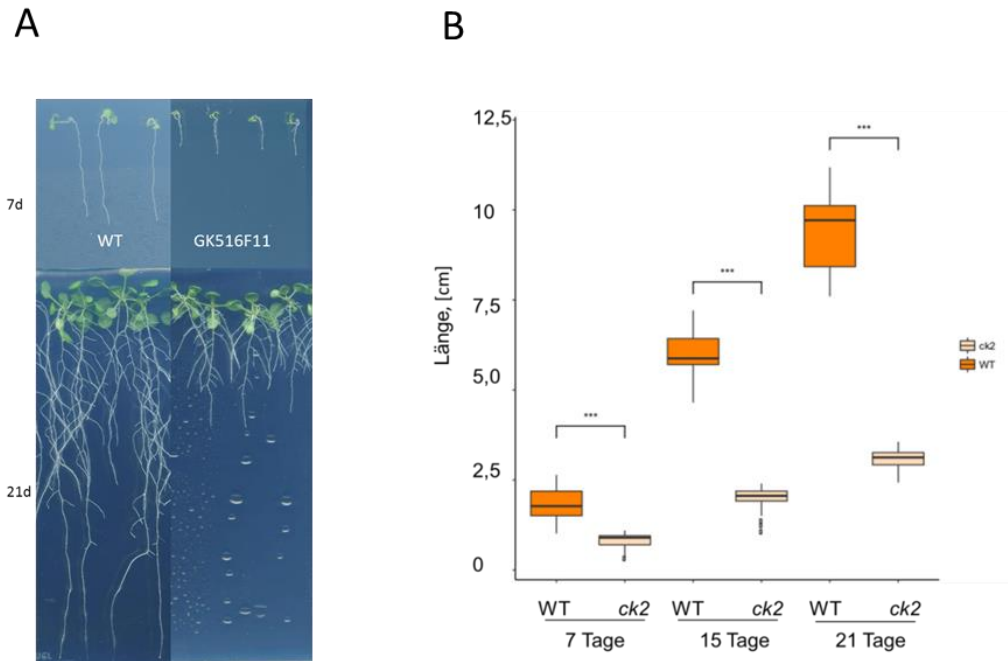 A
B
7d
WT
GK516F11
21d
Länge, [cm]
12,5
10
7,5
5,0
2,5
0
***
***
***
ck2
WT
WT
ck2
WT
ck2
WT
ck2
7 Tage
15 Tage
21 Tage